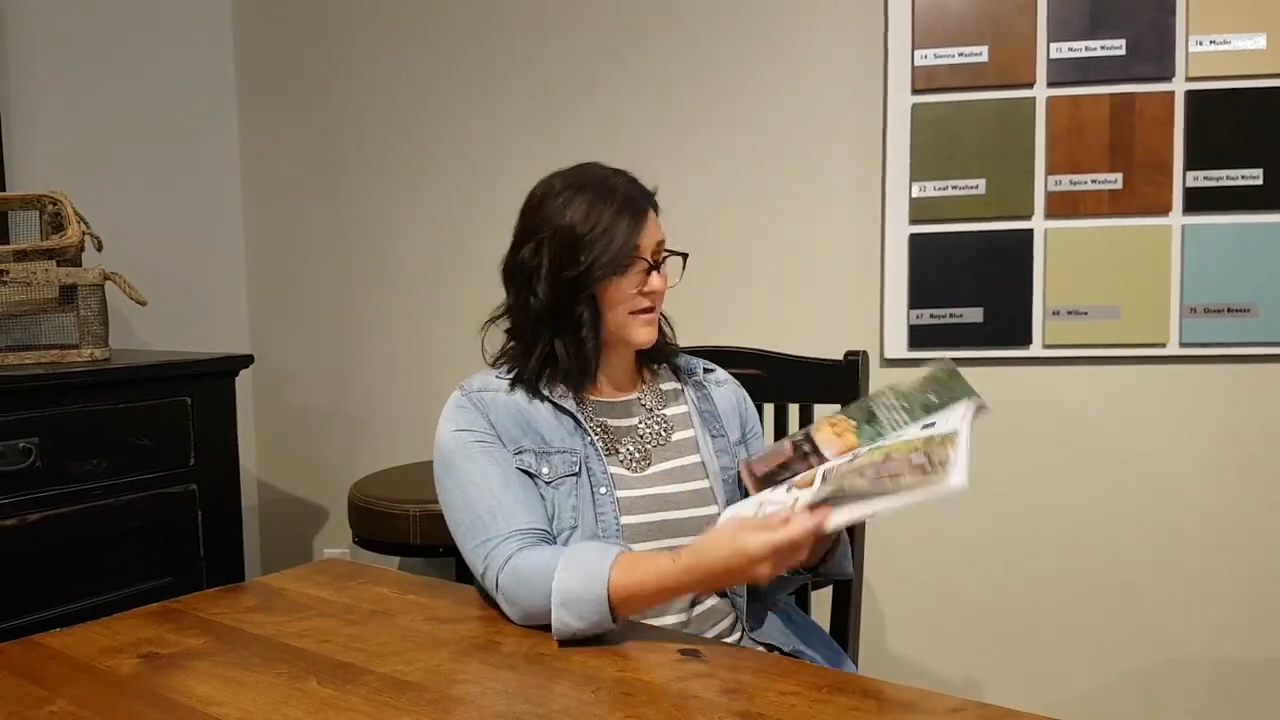 14 . Sienna Washed
15 . Navy Blue Washed
16 . Muslin
32 . Leaf Washed
33 . Spice Washed
34 . Midnight Black Washed
67 . Royal Blue
68 . Willow
75 . Ocean Breeze